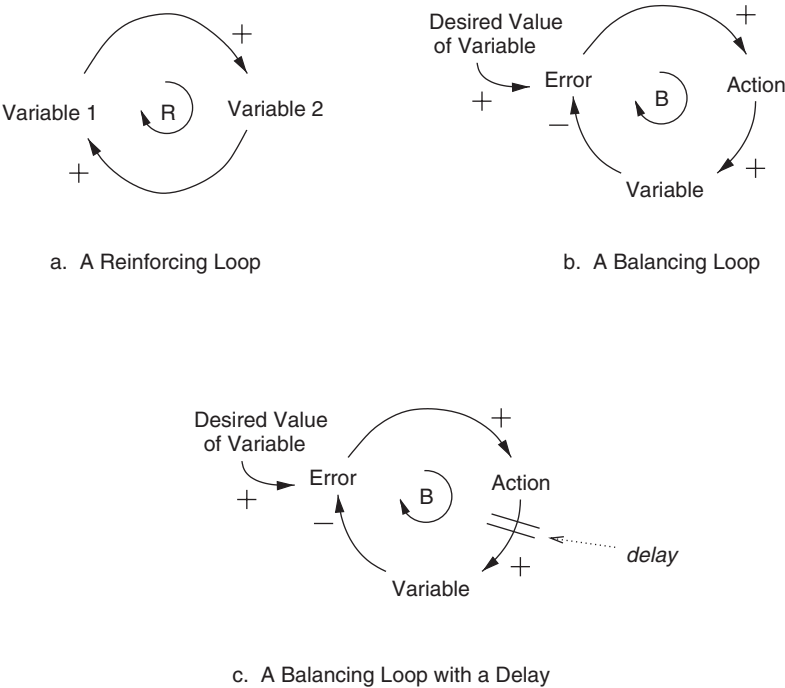 +
Variable 1
R
Variable 2
+
a. A Reinforcing Loop
Desired Value
of Variable
+
Error
+
Action
B
–
+
Variable
b. A Balancing Loop
Desired Value
of Variable
+
Error
+
Action
B
–
delay
+
Variable
c. A Balancing Loop with a Delay